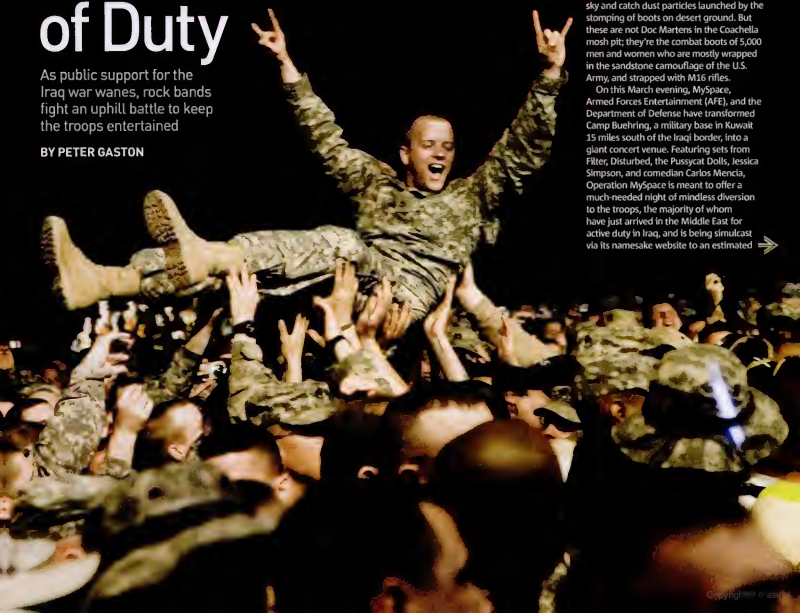 of Duty
As public support for the
Iraq war wanes, rock bands
fight an uphill battle to keep
the troops entertained
BY PETER GASTON
sky and catch dust particles launched by the
stomping of boots on desert ground. But
these are not Doc Martens in the Coachella
mosh pit; they're the combat boots of 5,000
men and women who are mostly wrapped
in the sandstone camouflage of the U.S.
Army, and strapped with M16 rifles.
On this March evening, MySpace,
Armed Forces Entertainment (AFE), and the
Department of Defense have transformed
Camp Buehring, a military base in Kuwait
15 miles south of the Iraqi border, into a
giant concert venue. Featuring sets from
Filter, Disturbed, the Pussycat Dolls, Jessica
Simpson, and comedian Carlos Mencia,
Operation MySpace is meant to offer a
much-needed night of mindless diversion
to the troops, the majority of whom
have just arrived in the Middle East for
active duty in Iraq, and is being simulcast
via its namesake website to an estimated